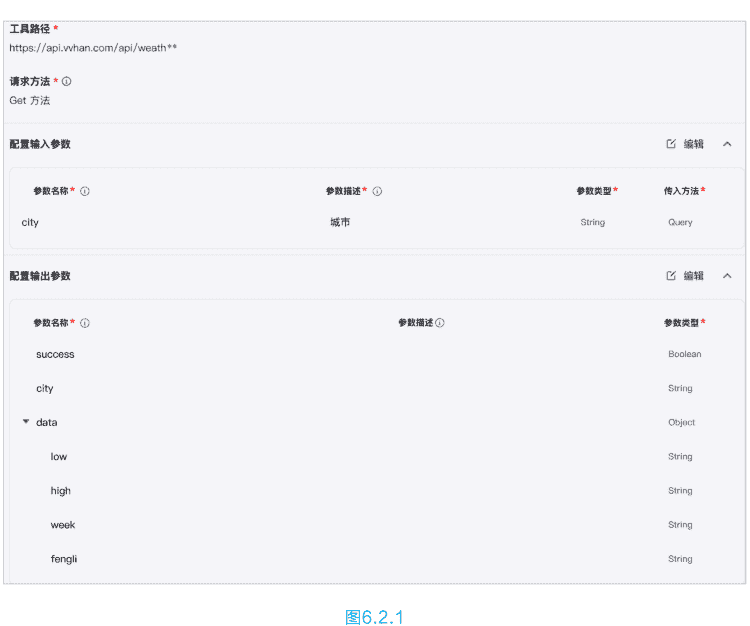 工具路径 *
https://api.vvhan.com/api/weath**
请求方法 *
Get 方法
配置输入参数 编辑
参数名称* 参数描述* 参数类型* 传入方法*
city 城市 String Query
配置输出参数 编辑
参数名称* 参数描述 参数类型*
success Boolean
city String
data Object
low String
high String
week String
fengli String
图6.2.1